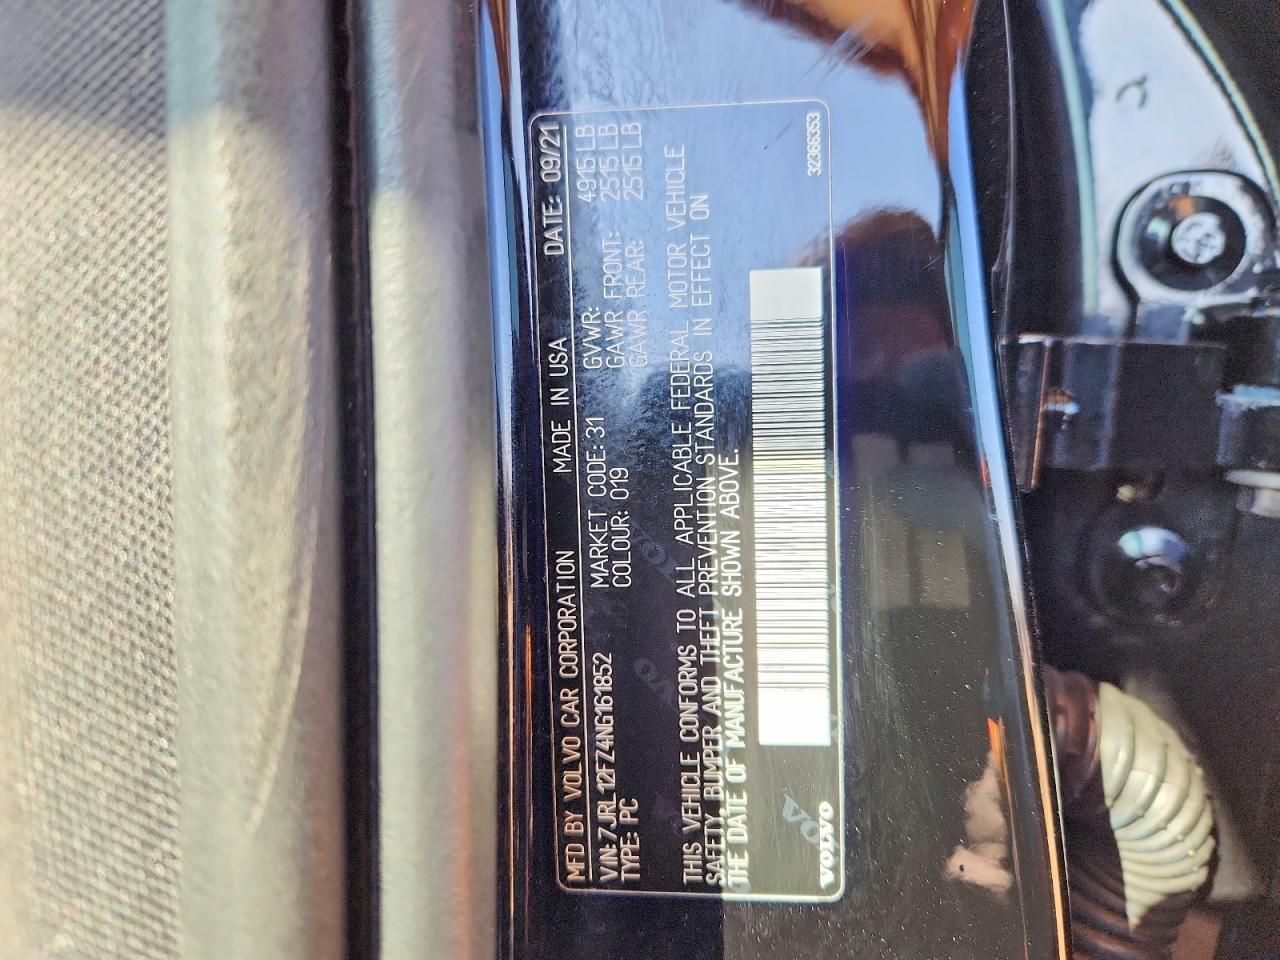 MFD BY VOLVO CAR CORPORATION MADE IN USA DATE: 09/21
VIN: 7JRL12FZ4NG161852 MARKET CODE: 31 GVWR: 4915 LB
TYPE: PC COLOUR: 019 GAWR FRONT: 2515 LB
GAWR REAR: 2515 LB
THIS VEHICLE CONFORMS TO ALL APPLICABLE FEDERAL MOTOR VEHICLE
SAFETY, BUMPER AND THEFT PREVENTION STANDARDS IN EFFECT ON
THE DATE OF MANUFACTURE SHOWN ABOVE.
VOLVO 32366353